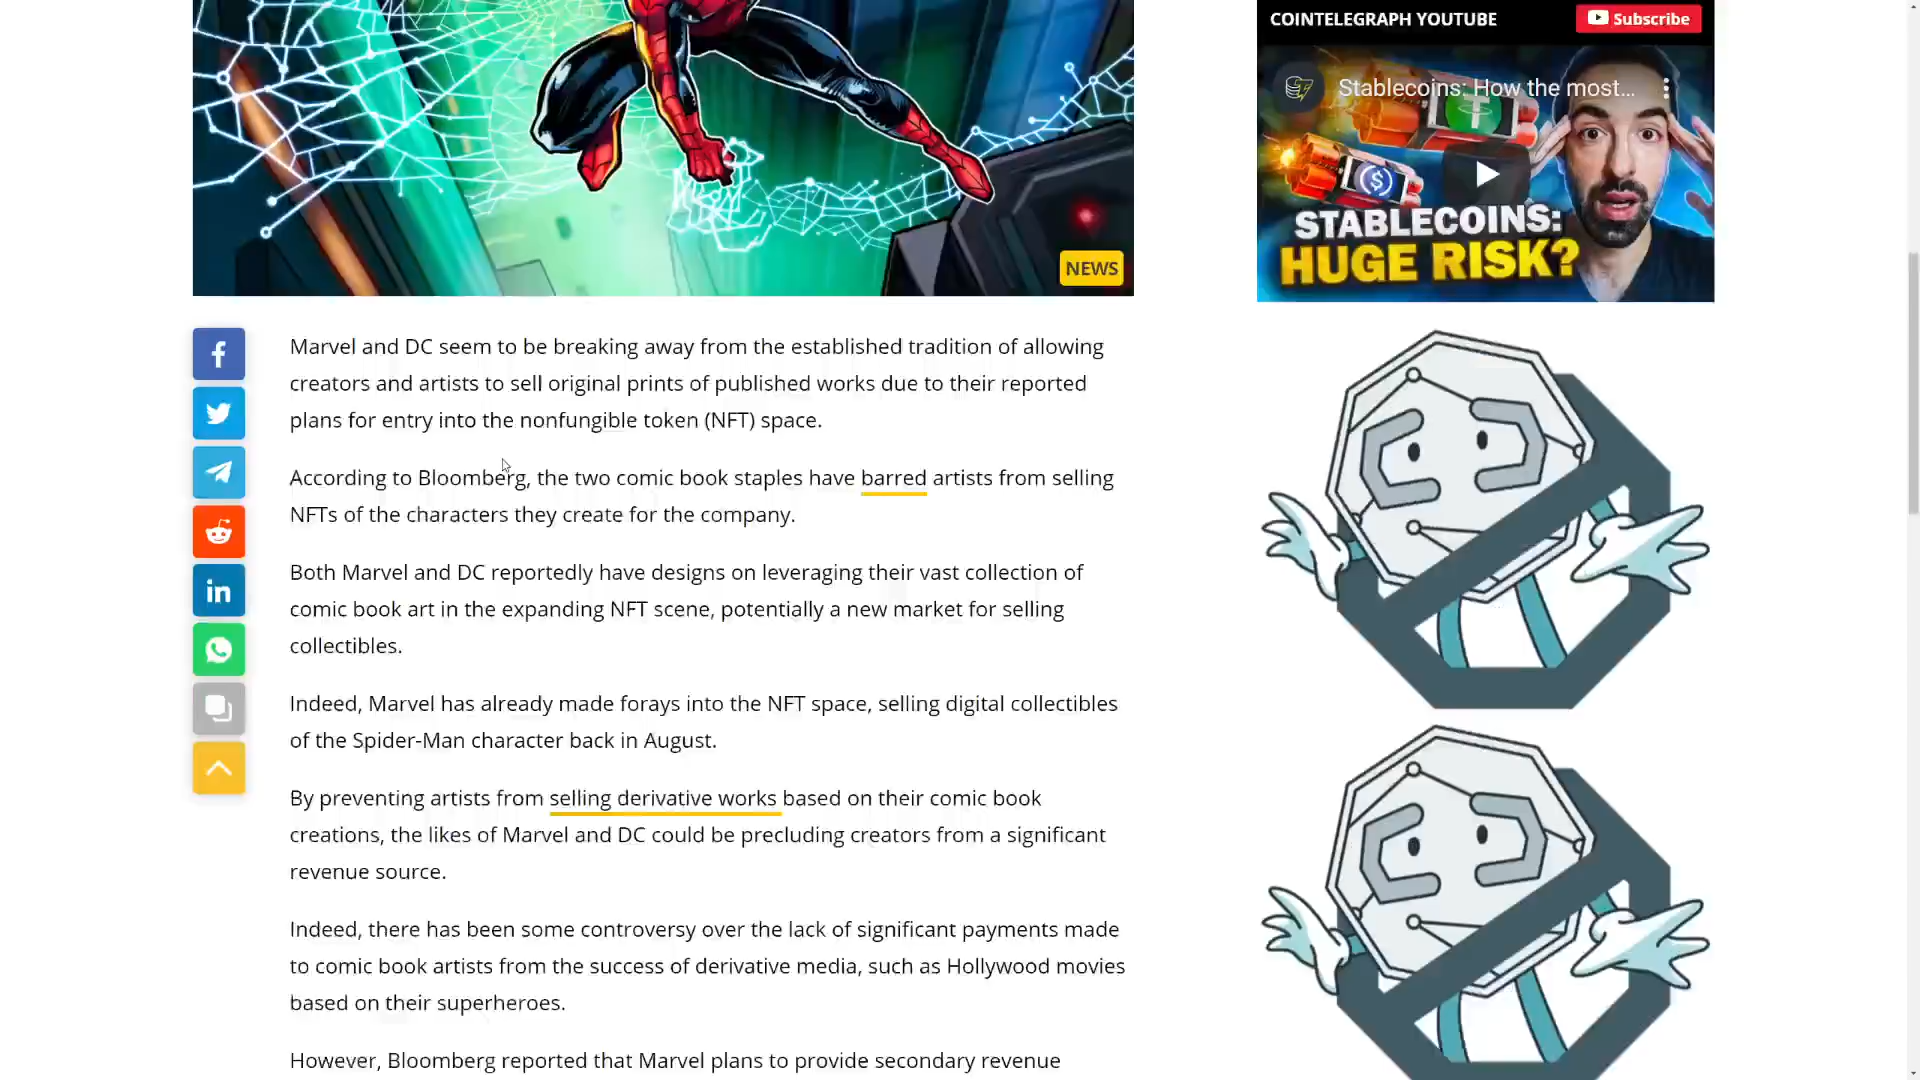 COINTELEGRAPH YOUTUBE
Subscribe
Stablecoins: How the most...
STABLECOINS:
HUGE RISK?
NEWS
Marvel and DC seem to be breaking away from the established tradition of allowing
creators and artists to sell original prints of published works due to their reported
plans for entry into the nonfungible token (NFT) space.
According to Bloomberg, the two comic book staples have barred artists from selling
NFTs of the characters they create for the company.
Both Marvel and DC reportedly have designs on leveraging their vast collection of
comic book art in the expanding NFT scene, potentially a new market for selling
collectibles.
Indeed, Marvel has already made forays into the NFT space, selling digital collectibles
of the Spider-Man character back in August.
By preventing artists from selling derivative works based on their comic book
creations, the likes of Marvel and DC could be precluding creators from a significant
revenue source.
Indeed, there has been some controversy over the lack of significant payments made
to comic book artists from the success of derivative media, such as Hollywood movies
based on their superheroes.
However, Bloomberg reported that Marvel plans to provide secondary revenue